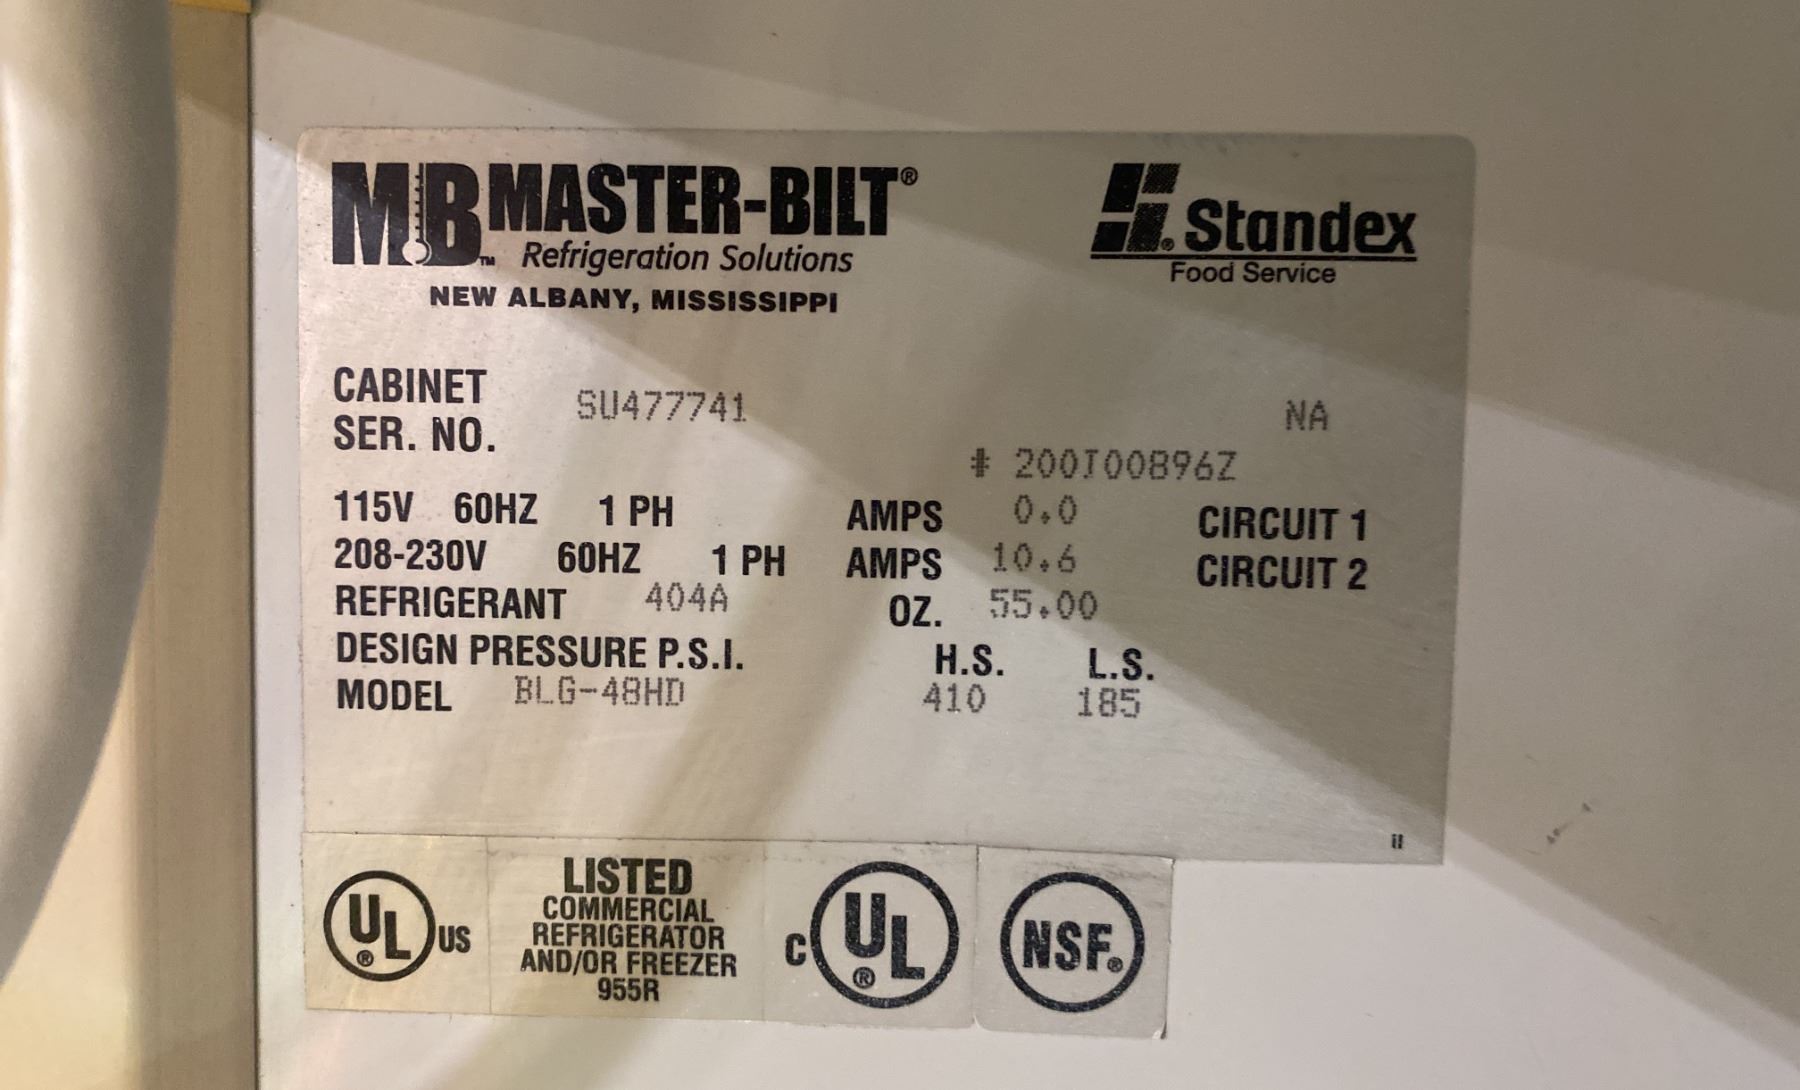 MB™ MASTER-BILT®
Refrigeration Solutions
NEW ALBANY, MISSISSIPPI
Standex®
Food Service
CABINET
SER. NO. SU477741 NA
# 200I00896Z
115V 60HZ 1 PH AMPS 0.0 CIRCUIT 1
208-230V 60HZ 1 PH AMPS 10.6 CIRCUIT 2
REFRIGERANT 404A OZ. 55.00
DESIGN PRESSURE P.S.I. H.S. L.S.
MODEL BLG-48HD 410 185
UL® US
LISTED
COMMERCIAL
REFRIGERATOR
AND/OR FREEZER
955R
C UL®
NSF®